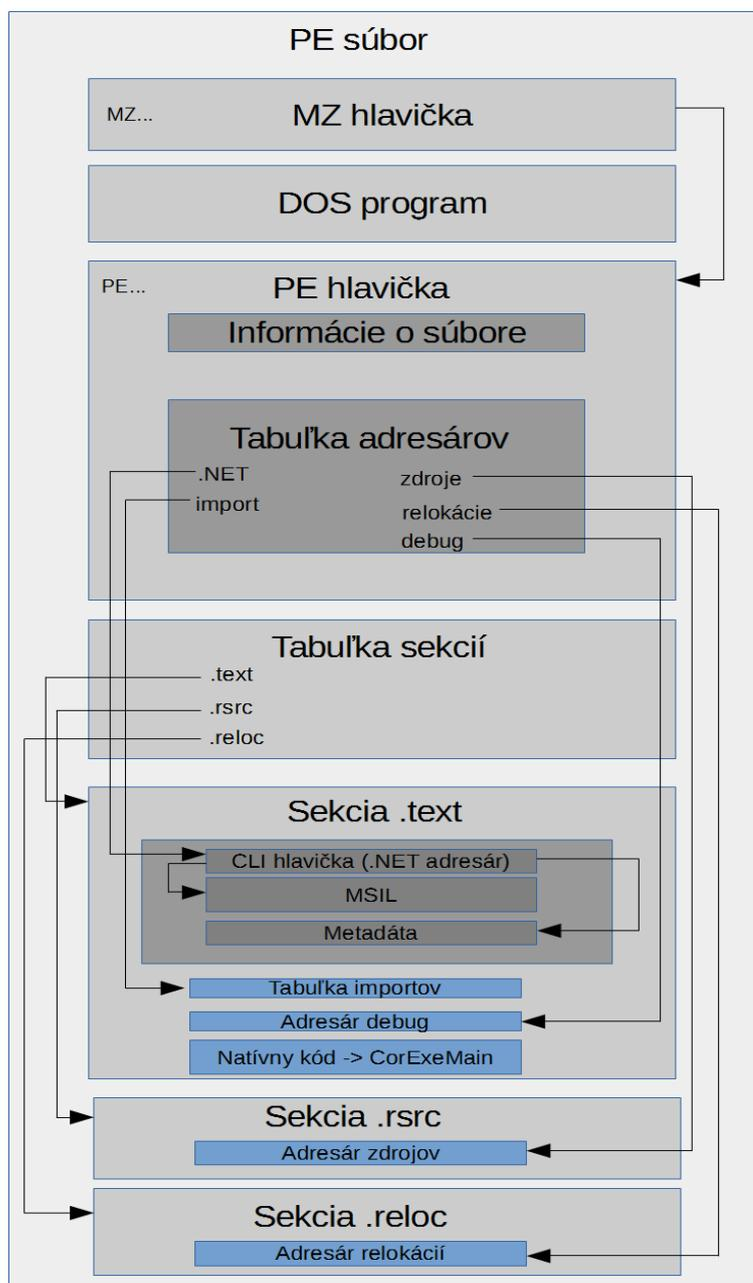 PE súbor
MZ...
MZ hlavička
DOS program
PE...
PE hlavička
Informácie o súbore
Tabuľka adresárov
.NET
zdroje
import
relokácie
debug
Tabuľka sekcií
.text
.rsrc
.reloc
Sekcia .text
CLI hlavička (.NET adresár)
MSIL
Metadáta
Tabuľka importov
Adresár debug
Natívny kód -> CorExeMain
Sekcia .rsrc
Adresár zdrojov
Sekcia .reloc
Adresár relokácií